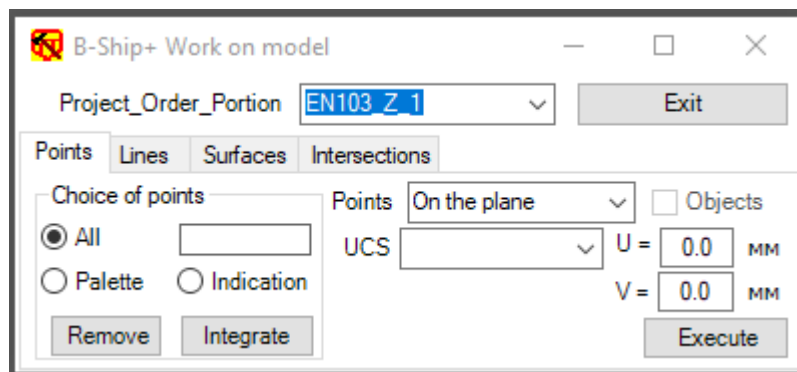 B-Ship+ Work on model
Project_Order_Portion EN103_Z_1 Exit
Points Lines Surfaces Intersections
Choice of points Points On the plane Objects
All UCS U = 0.0 мм
Palette Indication V = 0.0 мм
Remove Integrate Execute